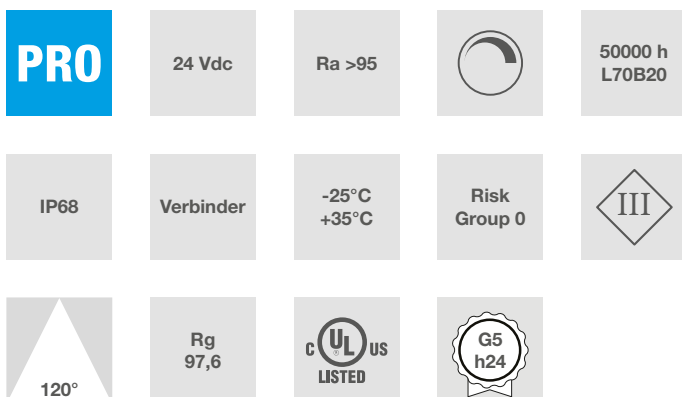 PRO
24 Vdc
Ra >95
50000 h
L70B20
IP68
Verbinder
-25°C
+35°C
Risk
Group 0
III
120°
Rg
97,6
C UL ® US
LISTED
G5
h24